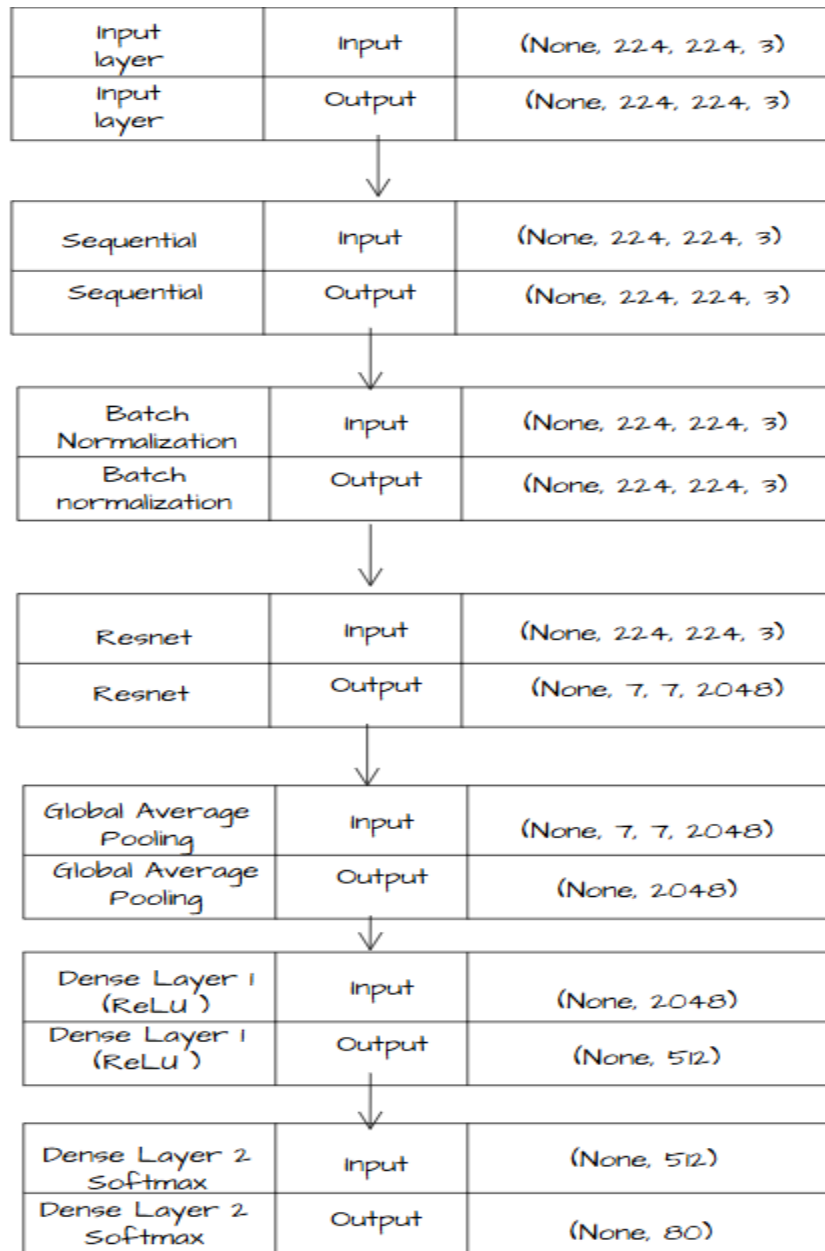 Input
layer
Input
(None, 224, 224, 3)
Input
layer
Output
(None, 224, 224, 3)
Sequential
Input
(None, 224, 224, 3)
Sequential
Output
(None, 224, 224, 3)
Batch
Normalization
Input
(None, 224, 224, 3)
Batch
normalization
Output
(None, 224, 224, 3)
Resnet
Input
(None, 224, 224, 3)
Resnet
Output
(None, 7, 7, 2048)
Global Average
Pooling
Input
(None, 7, 7, 2048)
Global Average
Pooling
Output
(None, 2048)
Dense Layer 1
(ReLU )
Input
(None, 2048)
Dense Layer 1
(ReLU )
Output
(None, 512)
Dense Layer 2
Softmax
Input
(None, 512)
Dense Layer 2
Softmax
Output
(None, 80)